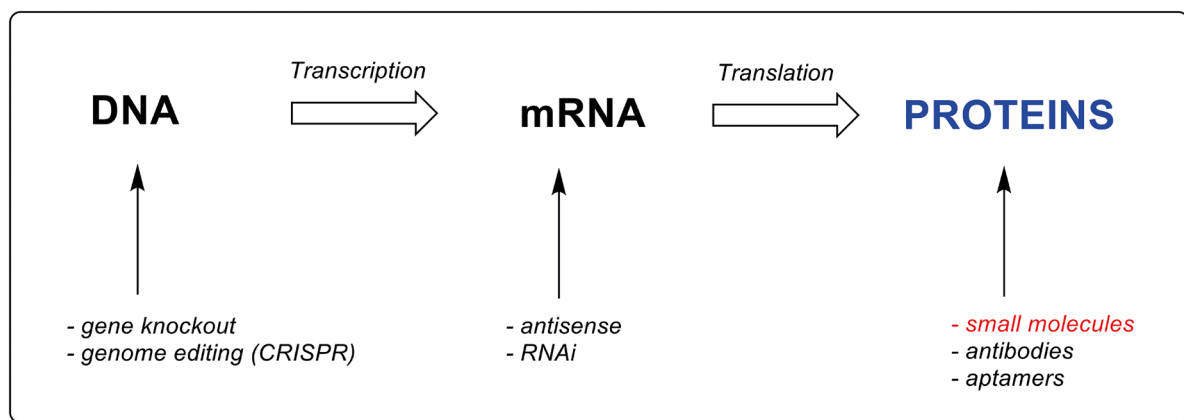 Transcription
Translation
DNA
mRNA
PROTEINS
- gene knockout
- genome editing (CRISPR)
- antisense
- RNAi
- small molecules
- antibodies
- aptamers